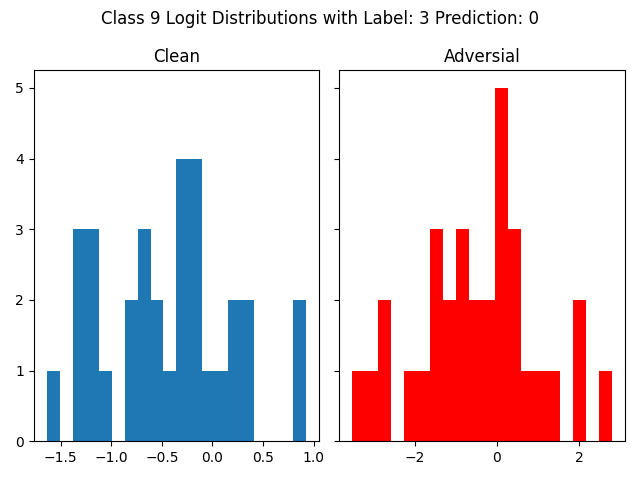 Class 9 Logit Distributions with Label: 3 Prediction: 0
Clean
Adversial
5
4
3
2
1
0
−1.5 −1.0 −0.5 0.0 0.5 1.0
−2 0 2